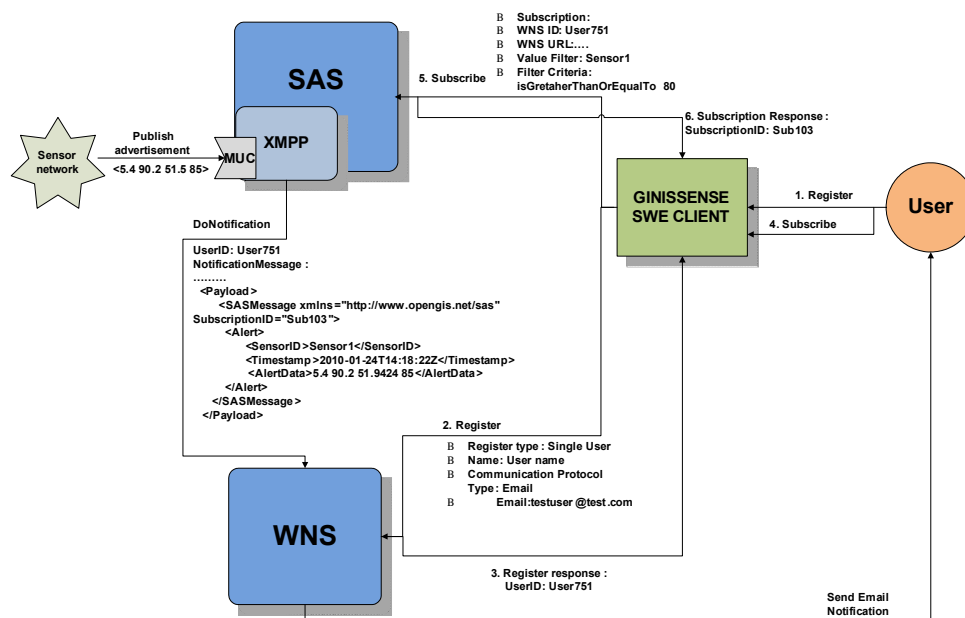 B Subscription:
B WNS ID: User751
B WNS URL:....
B Value Filter: Sensor1
B Filter Criteria:
isGretaherThanOrEqualTo 80
SAS
5. Subscribe
XMPP
MUC
Publish
advertisement
<5.4 90.2 51.5 85>
Sensor
network
6. Subscription Response :
SubscriptionID: Sub103
GINISSENSE
SWE CLIENT
1. Register
4. Subscribe
User
DoNotification
UserID: User751
NotificationMessage :
.........
<Payload>
<SASMessage xmlns="http://www.opengis.net/sas"
SubscriptionID="Sub103">
<Alert>
<SensorID>Sensor1</SensorID>
<Timestamp>2010-01-24T14:18:22Z</Timestamp>
<AlertData>5.4 90.2 51.9424 85</AlertData>
</Alert>
</SASMessage>
</Payload>
2. Register
B Register type : Single User
B Name: User name
B Communication Protocol
Type: Email
B Email:testuser@test.com
WNS
3. Register response :
UserID: User751
Send Email
Notification